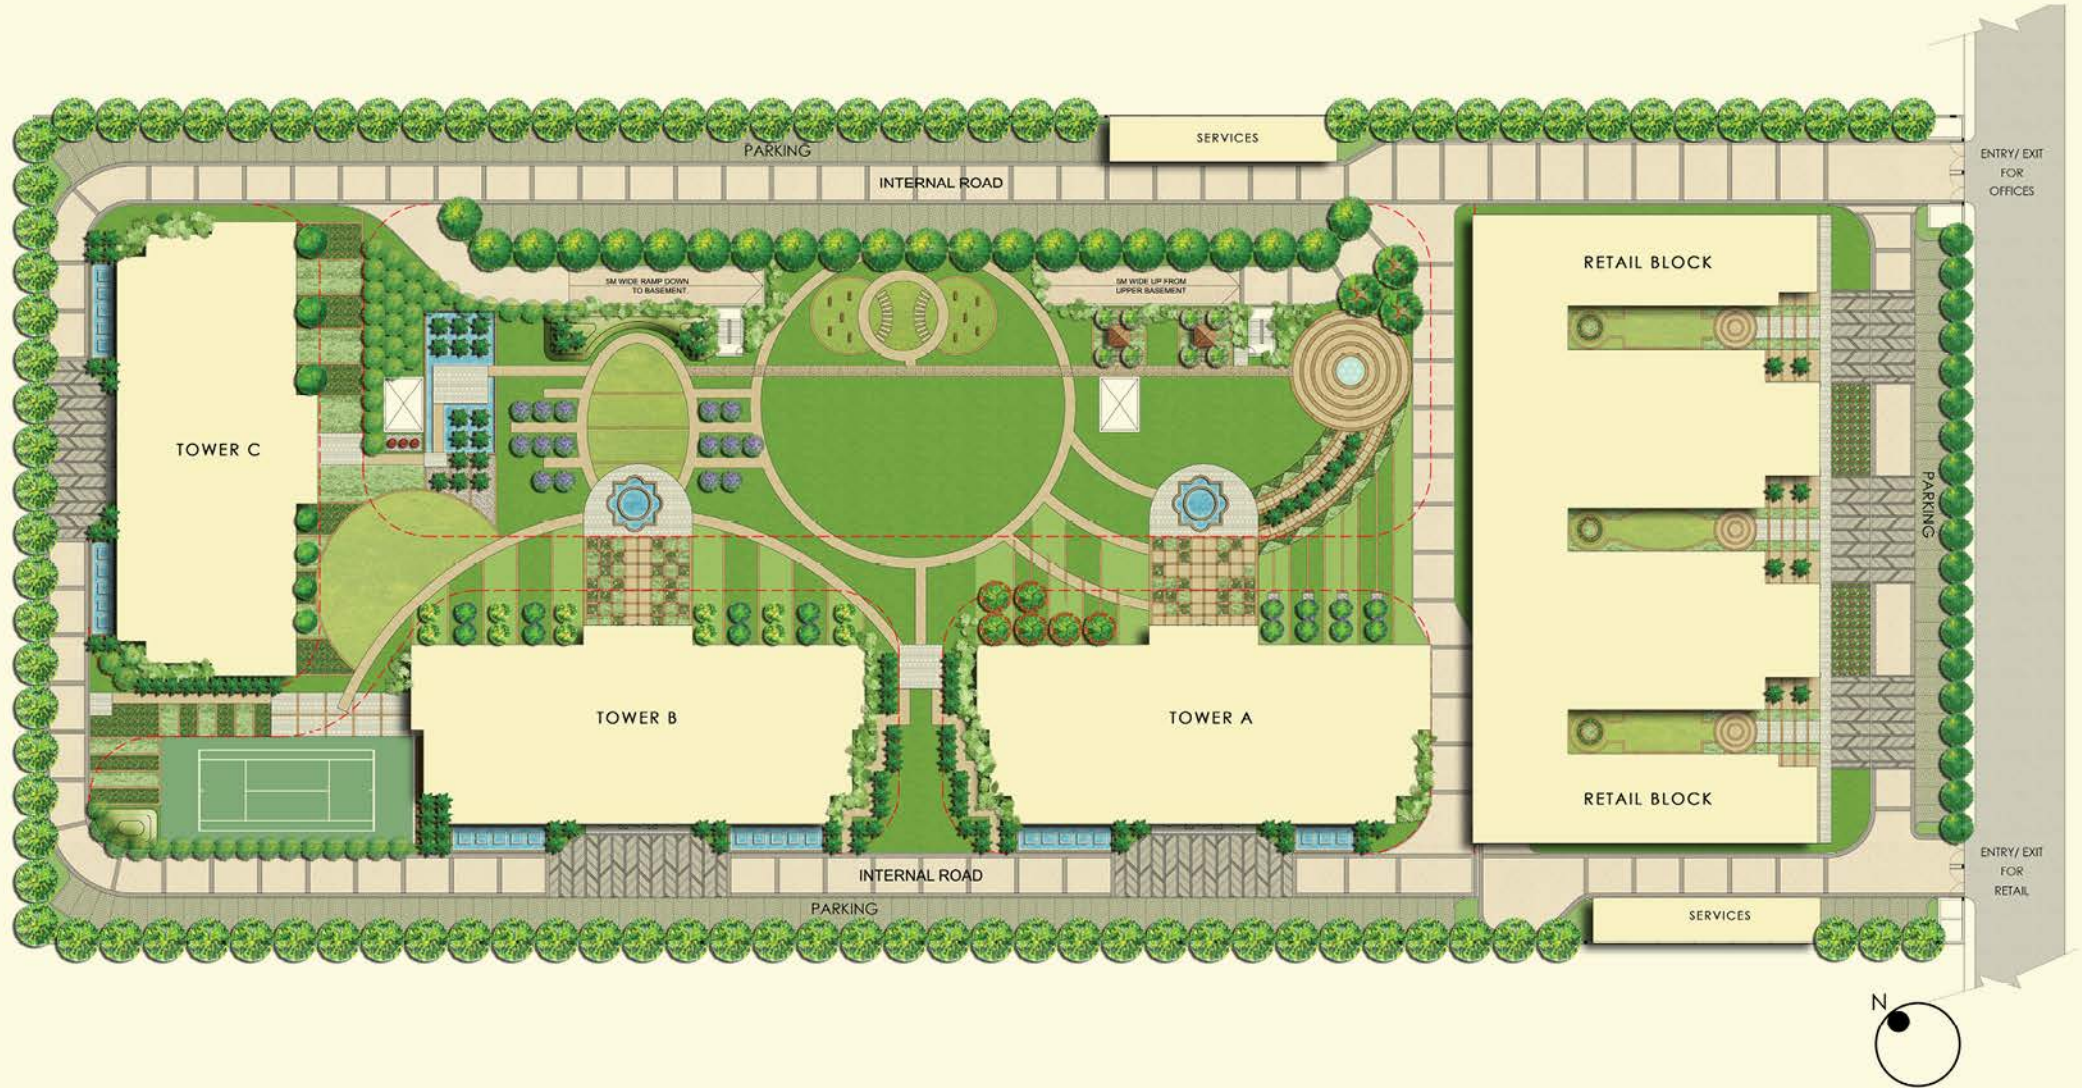 SERVICES
PARKING
INTERNAL ROAD
ENTRY/ EXIT
FOR
OFFICES
RETAIL BLOCK
5M WIDE RAMP DOWN
TO BASEMENT
5M WIDE UP FROM
UPPER BASEMENT
TOWER C
PARKING
TOWER B
TOWER A
RETAIL BLOCK
INTERNAL ROAD
ENTRY/ EXIT
FOR
RETAIL
PARKING
SERVICES
N